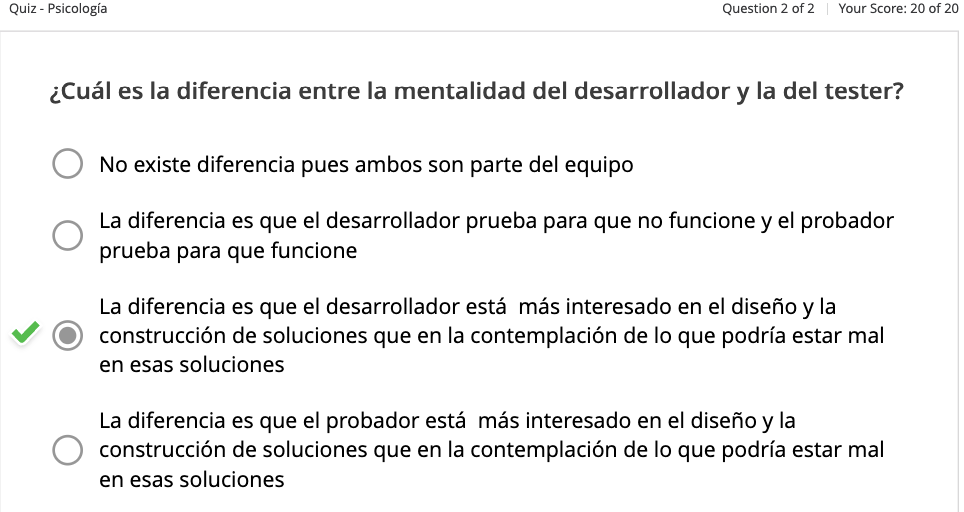 Quiz - Psicología
Question 2 of 2
Your Score: 20 of 20
¿Cuál es la diferencia entre la mentalidad del desarrollador y la del tester?
No existe diferencia pues ambos son parte del equipo
La diferencia es que el desarrollador prueba para que no funcione y el probador
prueba para que funcione
La diferencia es que el desarrollador está  más interesado en el diseño y la
construcción de soluciones que en la contemplación de lo que podría estar mal
en esas soluciones
La diferencia es que el probador está  más interesado en el diseño y la
construcción de soluciones que en la contemplación de lo que podría estar mal
en esas soluciones